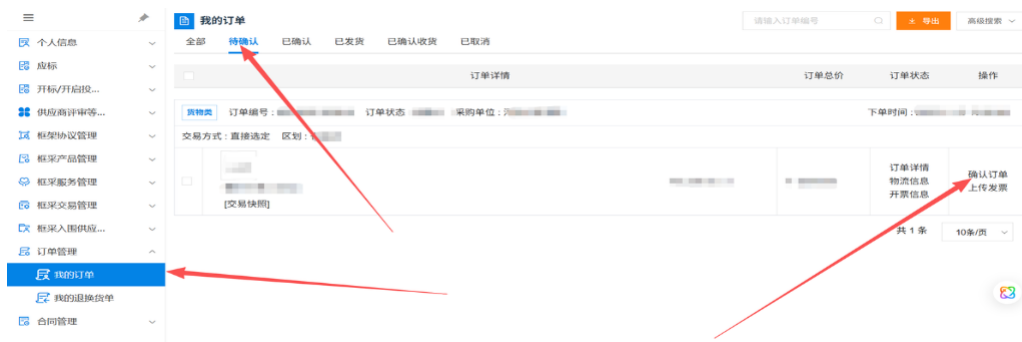 我的订单
请输入订单编号
导出
高级搜索
个人信息
全部 待确认 已确认 已发货 已确认收货 已取消
应标
订单详情 订单总价 订单状态 操作
开标/开启投...
供应商评审等...
货物类 订单编号： 订单状态 采购单位： 下单时间：
框架协议管理
交易方式：直接选定 区划：
框采产品管理
订单详情
确认订单
框采服务管理
物流信息
上传发票
开票信息
框采交易管理
[交易快照]
框采入围供应...
共 1 条 10条/页
订单管理
我的订单
我的退换货单
合同管理